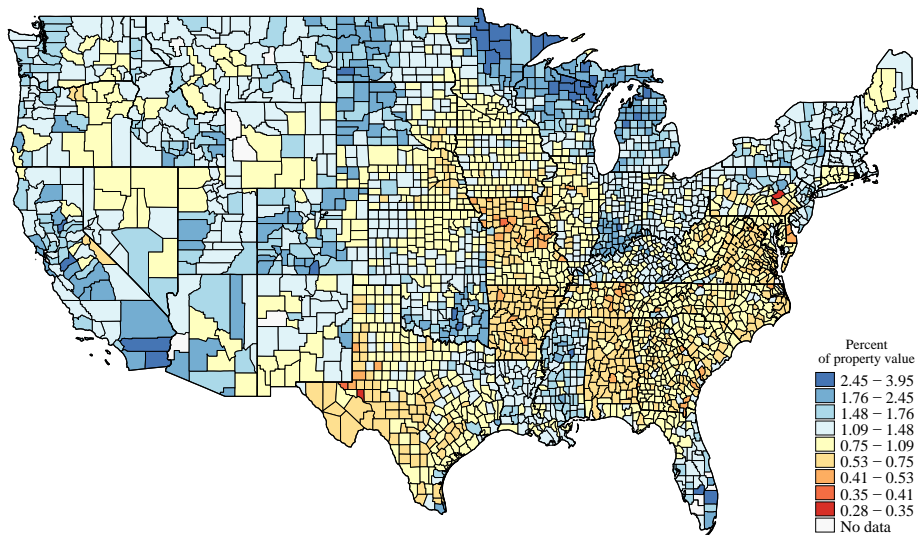 Percent
of property value
2.45 – 3.95
1.76 – 2.45
1.48 – 1.76
1.09 – 1.48
0.75 – 1.09
0.53 – 0.75
0.41 – 0.53
0.35 – 0.41
0.28 – 0.35
No data